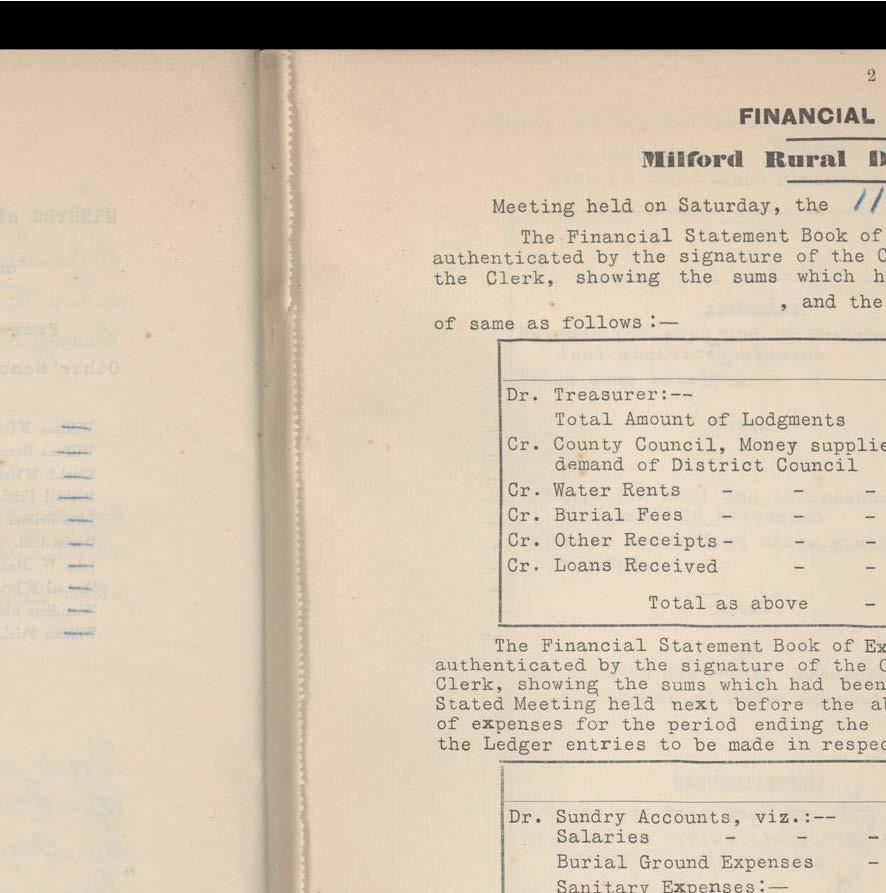 2
FINANCIAL
Milford Rural D
Meeting held on Saturday, the 11
The Financial Statement Book of
authenticated by the signature of the C
the Clerk, showing the sums which h
, and the
of same as follows:—
Dr. Treasurer:--
Total Amount of Lodgments
Cr. County Council, Money supplie
demand of District Council
Cr. Water Rents - - -
Cr. Burial Fees - - -
Cr. Other Receipts - - -
Cr. Loans Received - -
Total as above -
The Financial Statement Book of Ex
authenticated by the signature of the C
Clerk, showing the sums which had been
Stated Meeting held next before the a
of expenses for the period ending the
the Ledger entries to be made in respec
Dr. Sundry Accounts, viz.:--
Salaries - - -
Burial Ground Expenses -
Sanitary Expenses:—